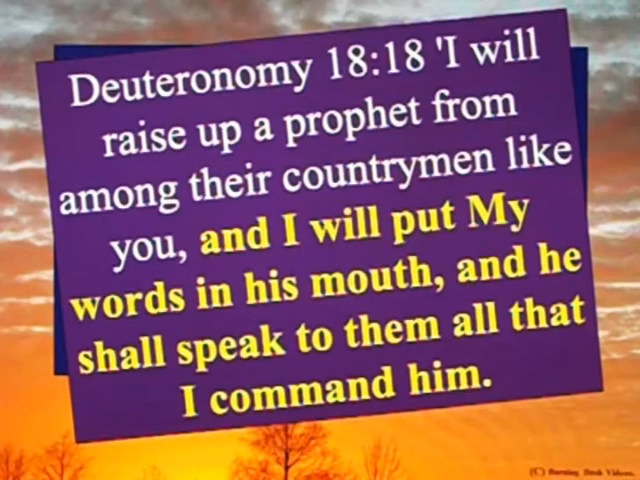 Deuteronomy 18:18 'I will
raise up a prophet from
among their countrymen like
you, and I will put My
words in his mouth, and he
shall speak to them all that
I command him.
(C) Burning Bush Videos.